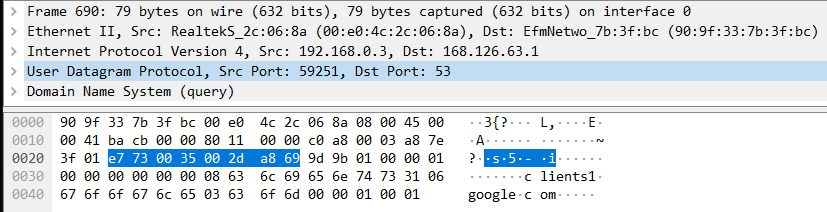 Frame 690: 79 bytes on wire (632 bits), 79 bytes captured (632 bits) on interface 0
Ethernet II, Src: RealtekS_2c:06:8a (00:e0:4c:2c:06:8a), Dst: EfmNetwo_7b:3f:bc (90:9f:33:7b:3f:bc)
Internet Protocol Version 4, Src: 192.168.0.3, Dst: 168.126.63.1
User Datagram Protocol, Src Port: 59251, Dst Port: 53
Domain Name System (query)
0000 90 9f 33 7b 3f bc 00 e0 4c 2c 06 8a 08 00 45 00 ··3{?··· L,····E·
0010 00 41 ba cb 00 00 80 11 00 00 c0 a8 00 03 a8 7e ·A······ ·······~
0020 3f 01 e7 73 00 35 00 2d a8 69 9d 9b 01 00 00 01 ?··s·5·- ·i······
0030 00 00 00 00 00 00 08 63 6c 69 65 6e 74 73 31 06 ·······c lients1·
0040 67 6f 6f 67 6c 65 03 63 6f 6d 00 00 01 00 01 google·c om·····